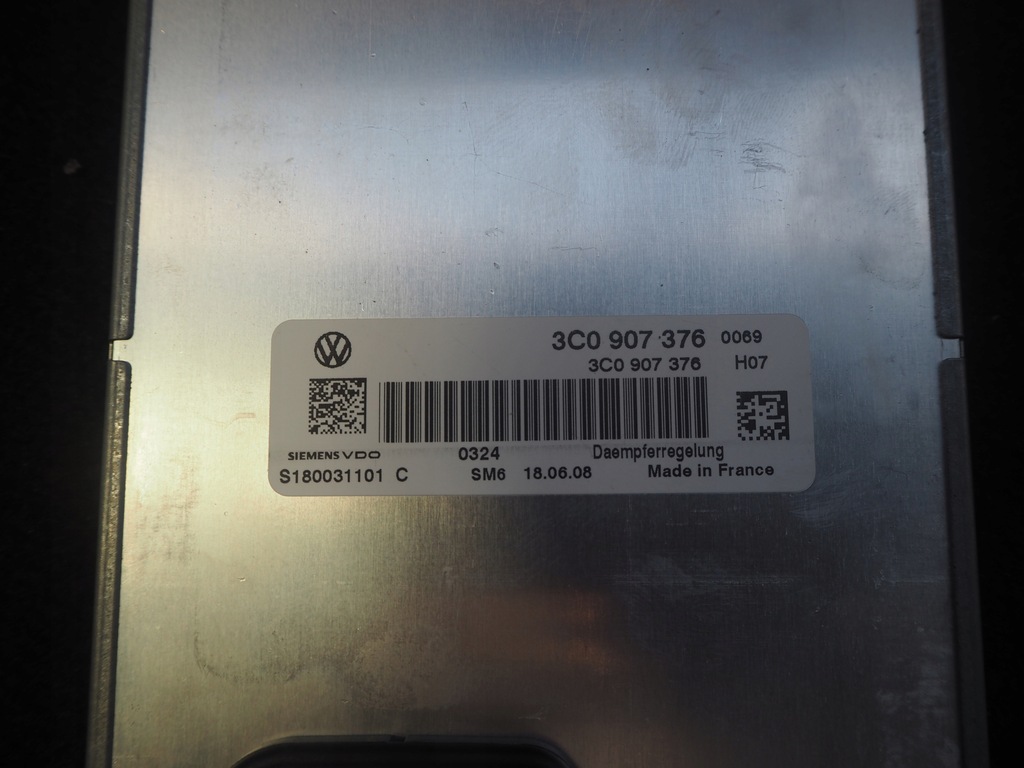 3C0 907 376 0069
3C0 907 376 H07
SIEMENS VDO 0324 Daempferregelung
S180031101 C SM6 18.06.08 Made in France